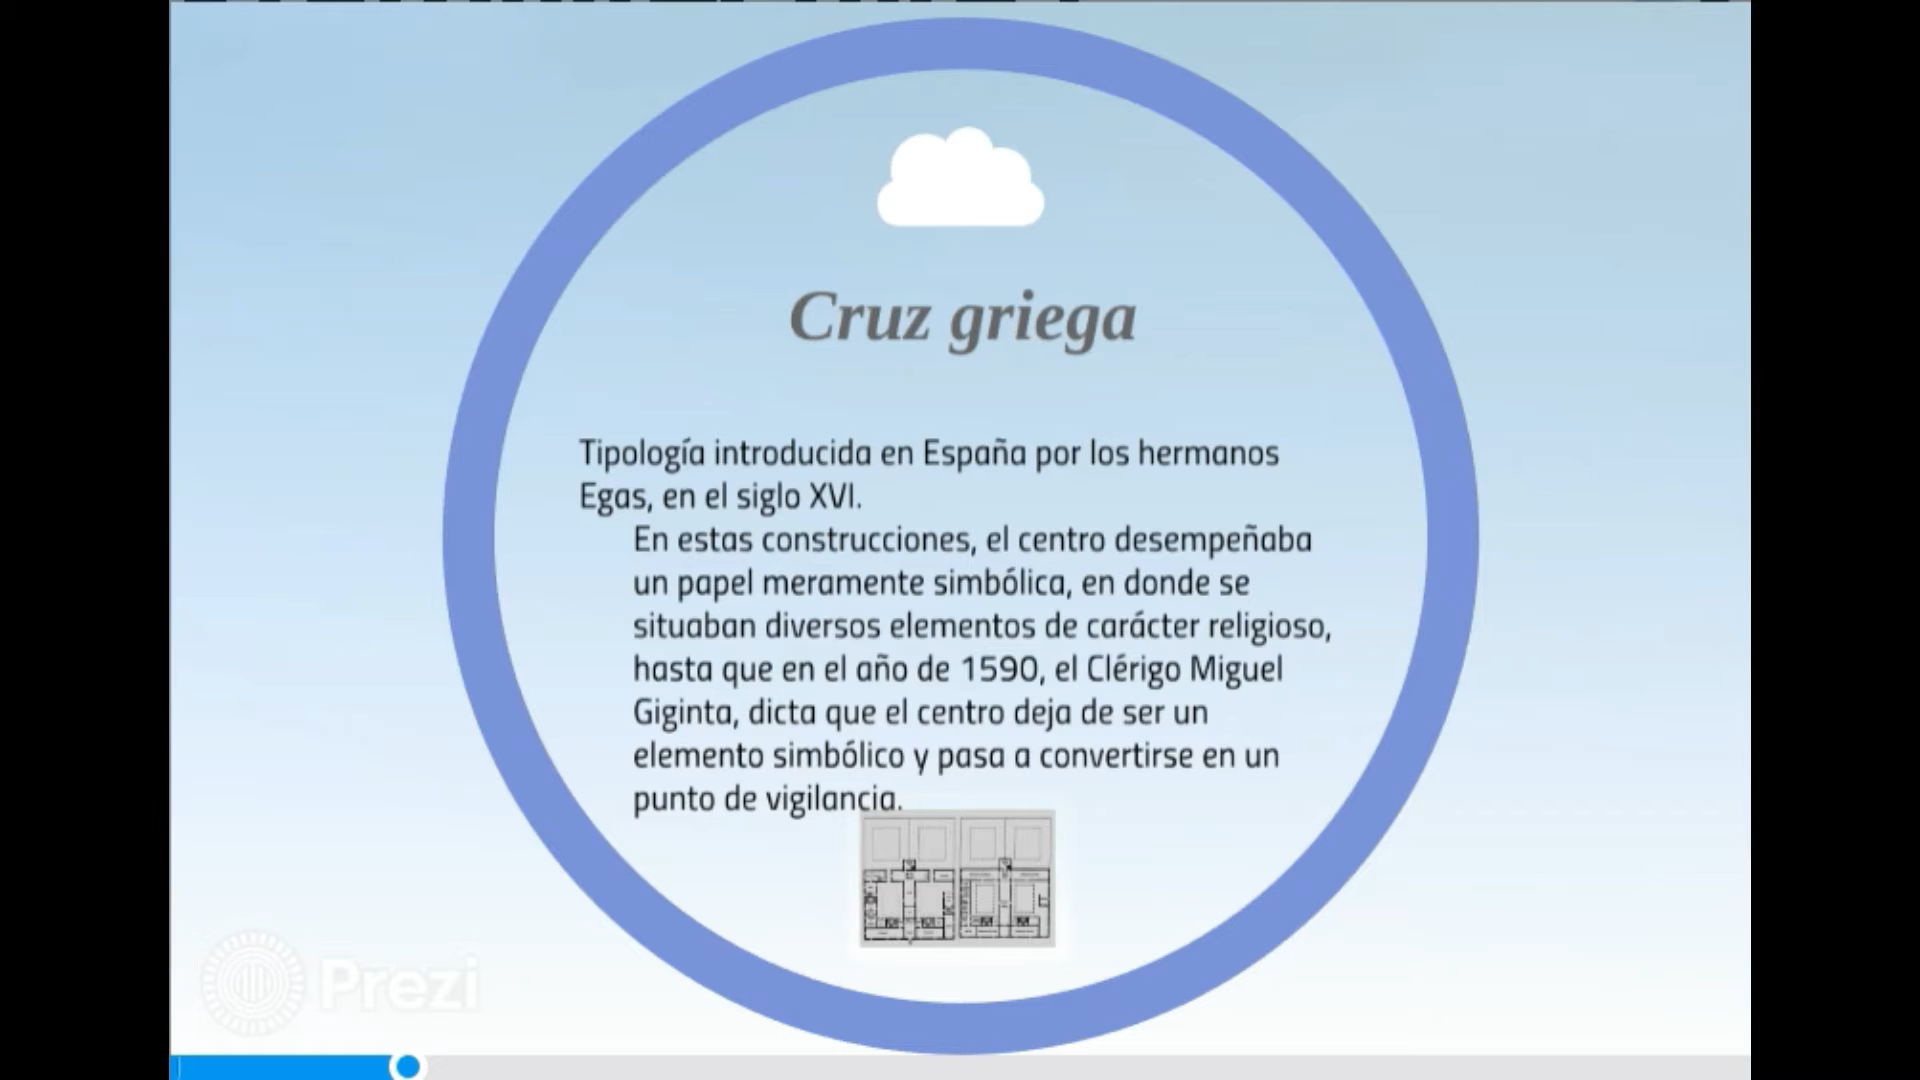 Cruz griega
Tipología introducida en España por los hermanos
Egas, en el siglo XVI.
En estas construcciones, el centro desempeñaba
un papel meramente simbólica, en donde se
situaban diversos elementos de carácter religioso,
hasta que en el año de 1590, el Clérigo Miguel
Giginta, dicta que el centro deja de ser un
elemento simbólico y pasa a convertirse en un
punto de vigilancia.
Prezi